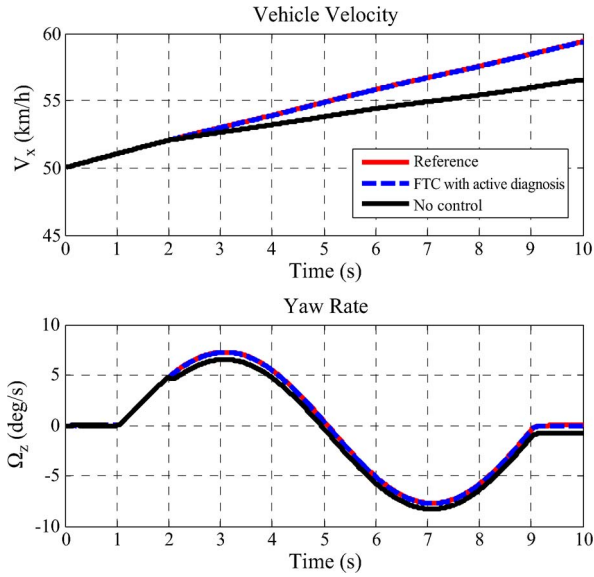 Vehicle Velocity
60
55
50
45
V_x (km/h)
Reference
FTC with active diagnosis
No control
0 1 2 3 4 5 6 7 8 9 10
Time (s)
Yaw Rate
10
5
0
-5
-10
Ω_z (deg/s)
0 1 2 3 4 5 6 7 8 9 10
Time (s)